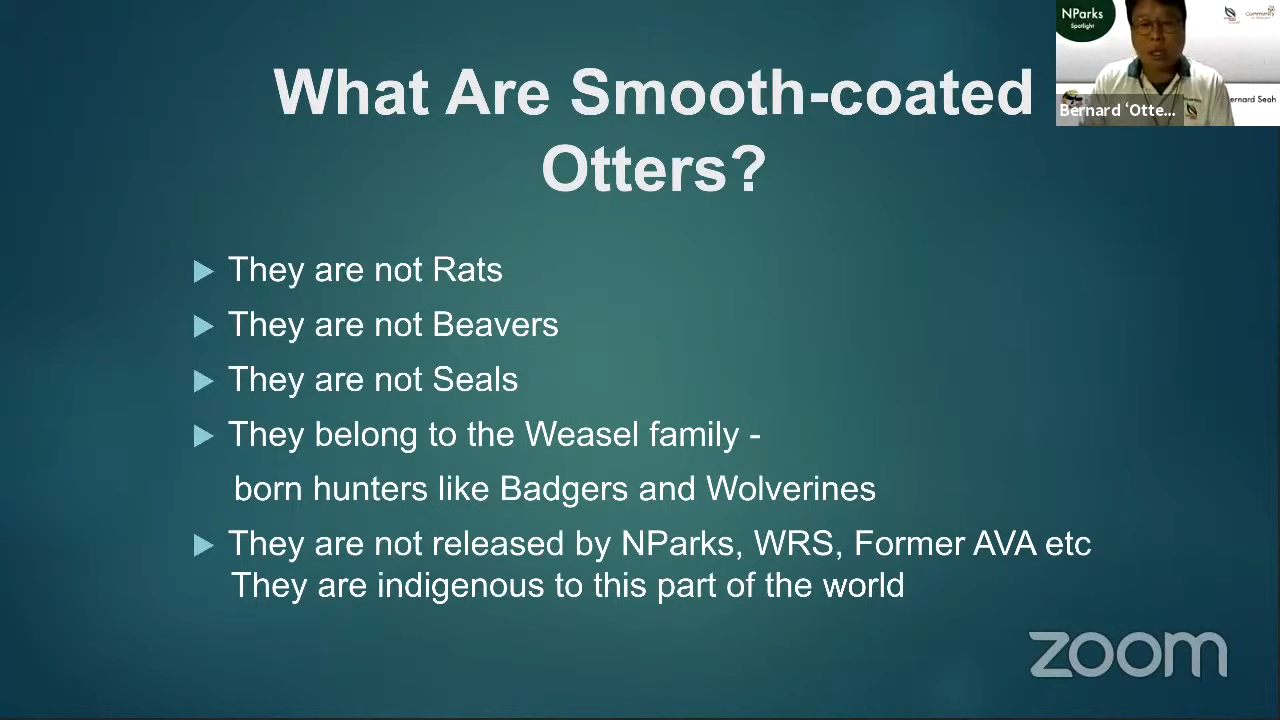 What Are Smooth-coated
Otters?
They are not Rats
They are not Beavers
They are not Seals
They belong to the Weasel family -
born hunters like Badgers and Wolverines
They are not released by NParks, WRS, Former AVA etc
They are indigenous to this part of the world
NParks
Spotlight
community
ernard Seah
Bernard ‘Otte...
zoom